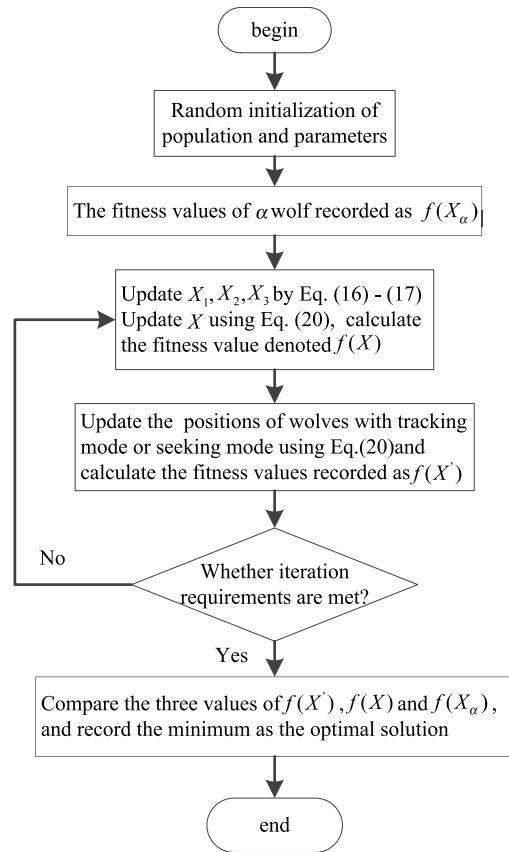 begin
Random initialization of
population and parameters
The fitness values of α wolf recorded as f(Xα)
Update X1, X2, X3 by Eq. (16) - (17)
Update X using Eq. (20), calculate
the fitness value denoted f(X)
Update the positions of wolves with tracking
mode or seeking mode using Eq.(20)and
calculate the fitness values recorded as f(X')
No
Whether iteration
requirements are met?
Yes
Compare the three values of f(X'), f(X) and f(Xα),
and record the minimum as the optimal solution
end